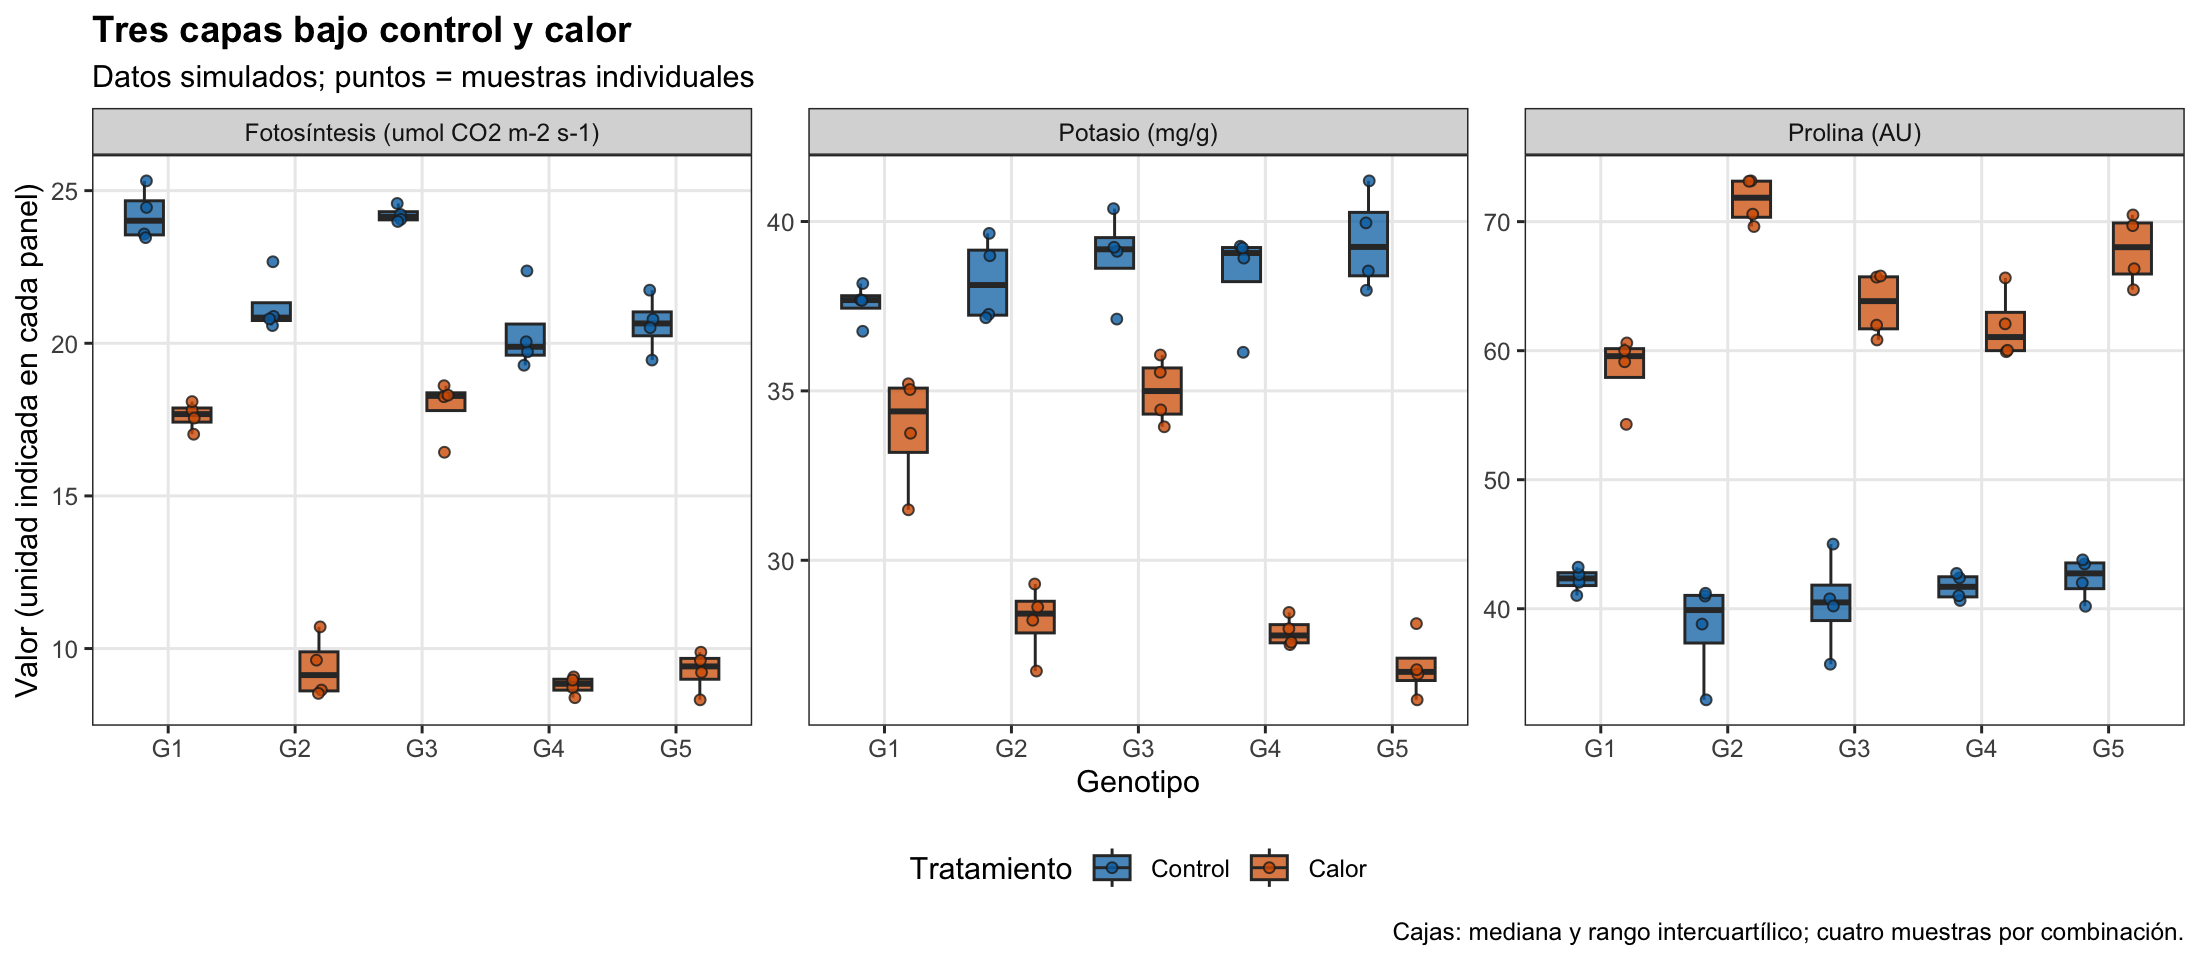 Tres capas bajo control y calor
Datos simulados; puntos = muestras individuales
Fotosíntesis (umol CO2 m-2 s-1)
Potasio (mg/g)
Prolina (AU)
Valor (unidad indicada en cada panel)
25
20
15
10
40
35
30
70
60
50
40
G1 G2 G3 G4 G5
G1 G2 G3 G4 G5
G1 G2 G3 G4 G5
Genotipo
Tratamiento Control Calor
Cajas: mediana y rango intercuartílico; cuatro muestras por combinación.